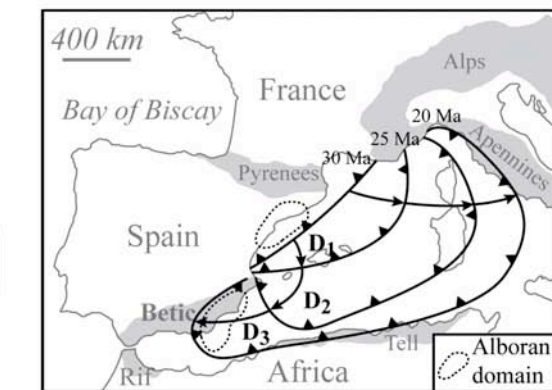 400 km
Alps
France
Bay of Biscay
20 Ma
25 Ma
Apennines
30 Ma
Pyrenees
Spain
D1
Betic
D2
D3
Tell
Alboran
domain
Rif
Africa